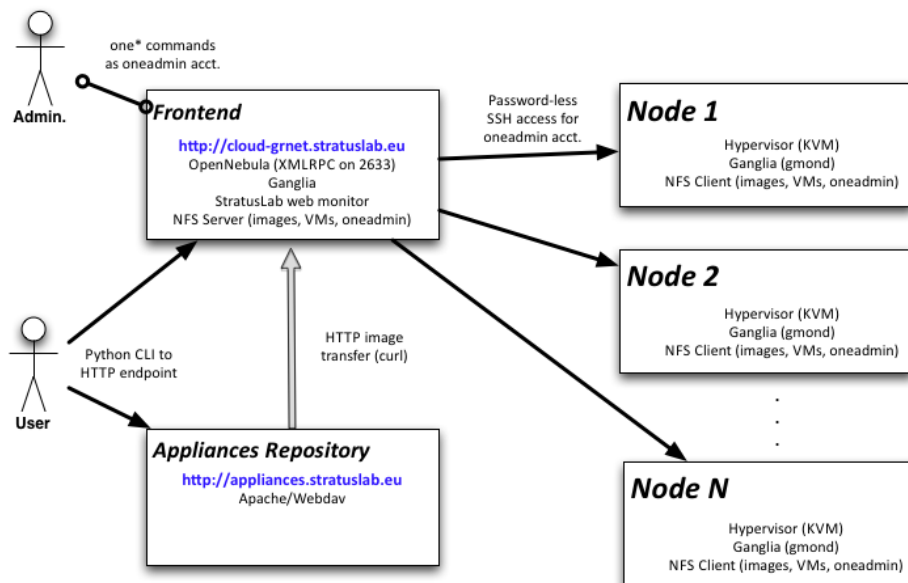 one* commands
as oneadmin acct.
Admin.
Frontend
http://cloud-grnet.stratuslab.eu
OpenNebula (XMLRPC on 2633)
Ganglia
StratusLab web monitor
NFS Server (images, VMs, oneadmin)
Password-less
SSH access for
oneadmin acct.
Node 1
Hypervisor (KVM)
Ganglia (gmond)
NFS Client (images, VMs, oneadmin)
Node 2
Hypervisor (KVM)
Ganglia (gmond)
NFS Client (images, VMs, oneadmin)
.
.
.
Node N
Hypervisor (KVM)
Ganglia (gmond)
NFS Client (images, VMs, oneadmin)
HTTP image
transfer (curl)
Python CLI to
HTTP endpoint
User
Appliances Repository
http://appliances.stratuslab.eu
Apache/Webdav